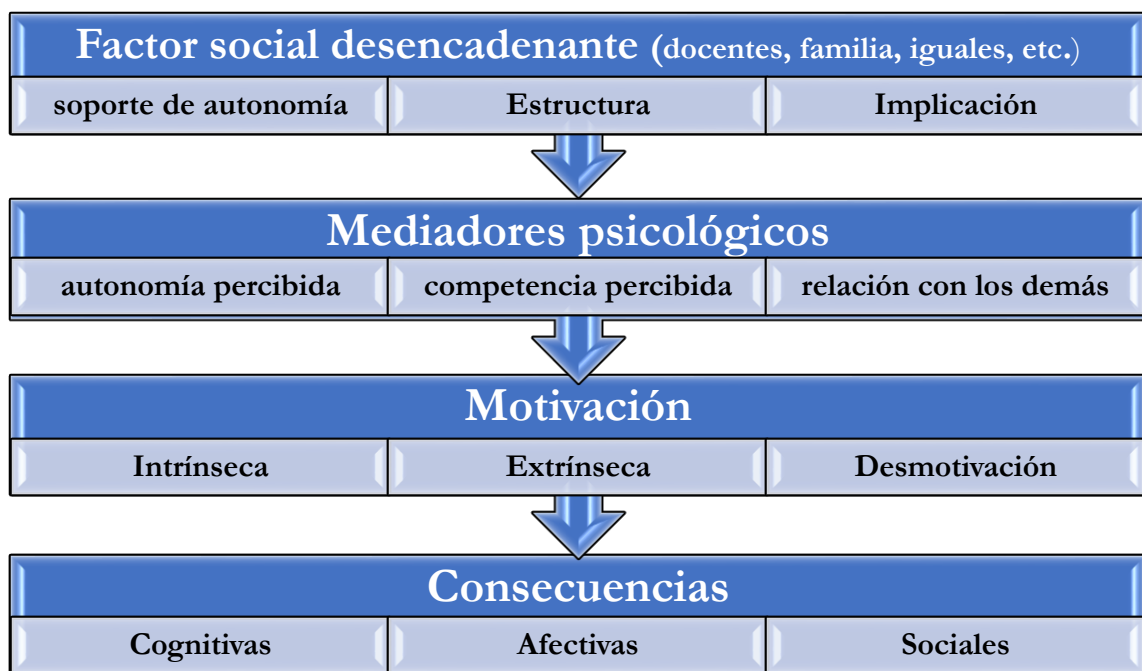 Factor social desencadenante (docentes, familia, iguales, etc.)
soporte de autonomía Estructura Implicación
Mediadores psicológicos
autonomía percibida competencia percibida relación con los demás
Motivación
Intrínseca Extrínseca Desmotivación
Consecuencias
Cognitivas Afectivas Sociales